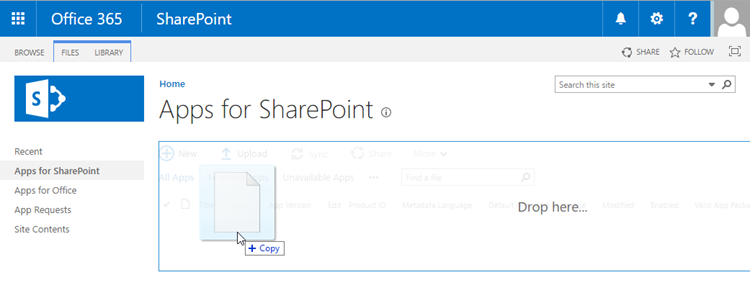 Office 365 SharePoint
BROWSE FILES LIBRARY SHARE FOLLOW
S
Home
Search this site
Apps for SharePoint
Recent
Apps for SharePoint
Apps for Office
App Requests
Site Contents
New Upload Sync Share More
All Apps Apps Unavailable Apps ... Find a file
Title App Version Edit Product ID Metadata Language Default Modified Enabled Valid App Packa
Drop here...
Copy